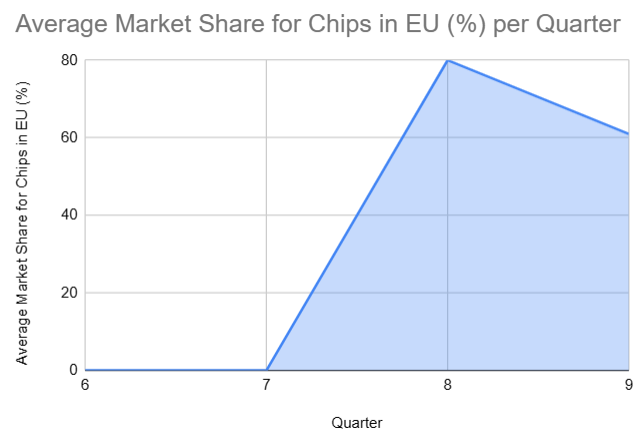 Average Market Share for Chips in EU (%) per Quarter
Average Market Share for Chips in EU (%)
80
60
40
20
0
6 7 8 9
Quarter